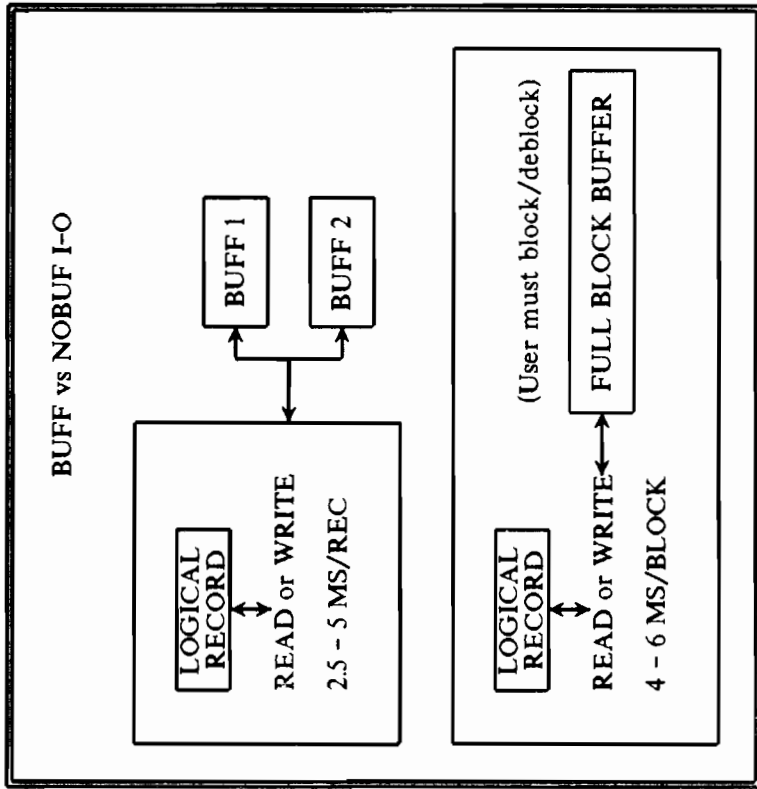 BUFF vs NOBUF I-O
LOGICAL
RECORD
READ or WRITE
2.5 – 5 MS/REC
BUFF 1
BUFF 2
LOGICAL
RECORD
READ or WRITE
4 – 6 MS/BLOCK
(User must block/deblock)
FULL BLOCK BUFFER